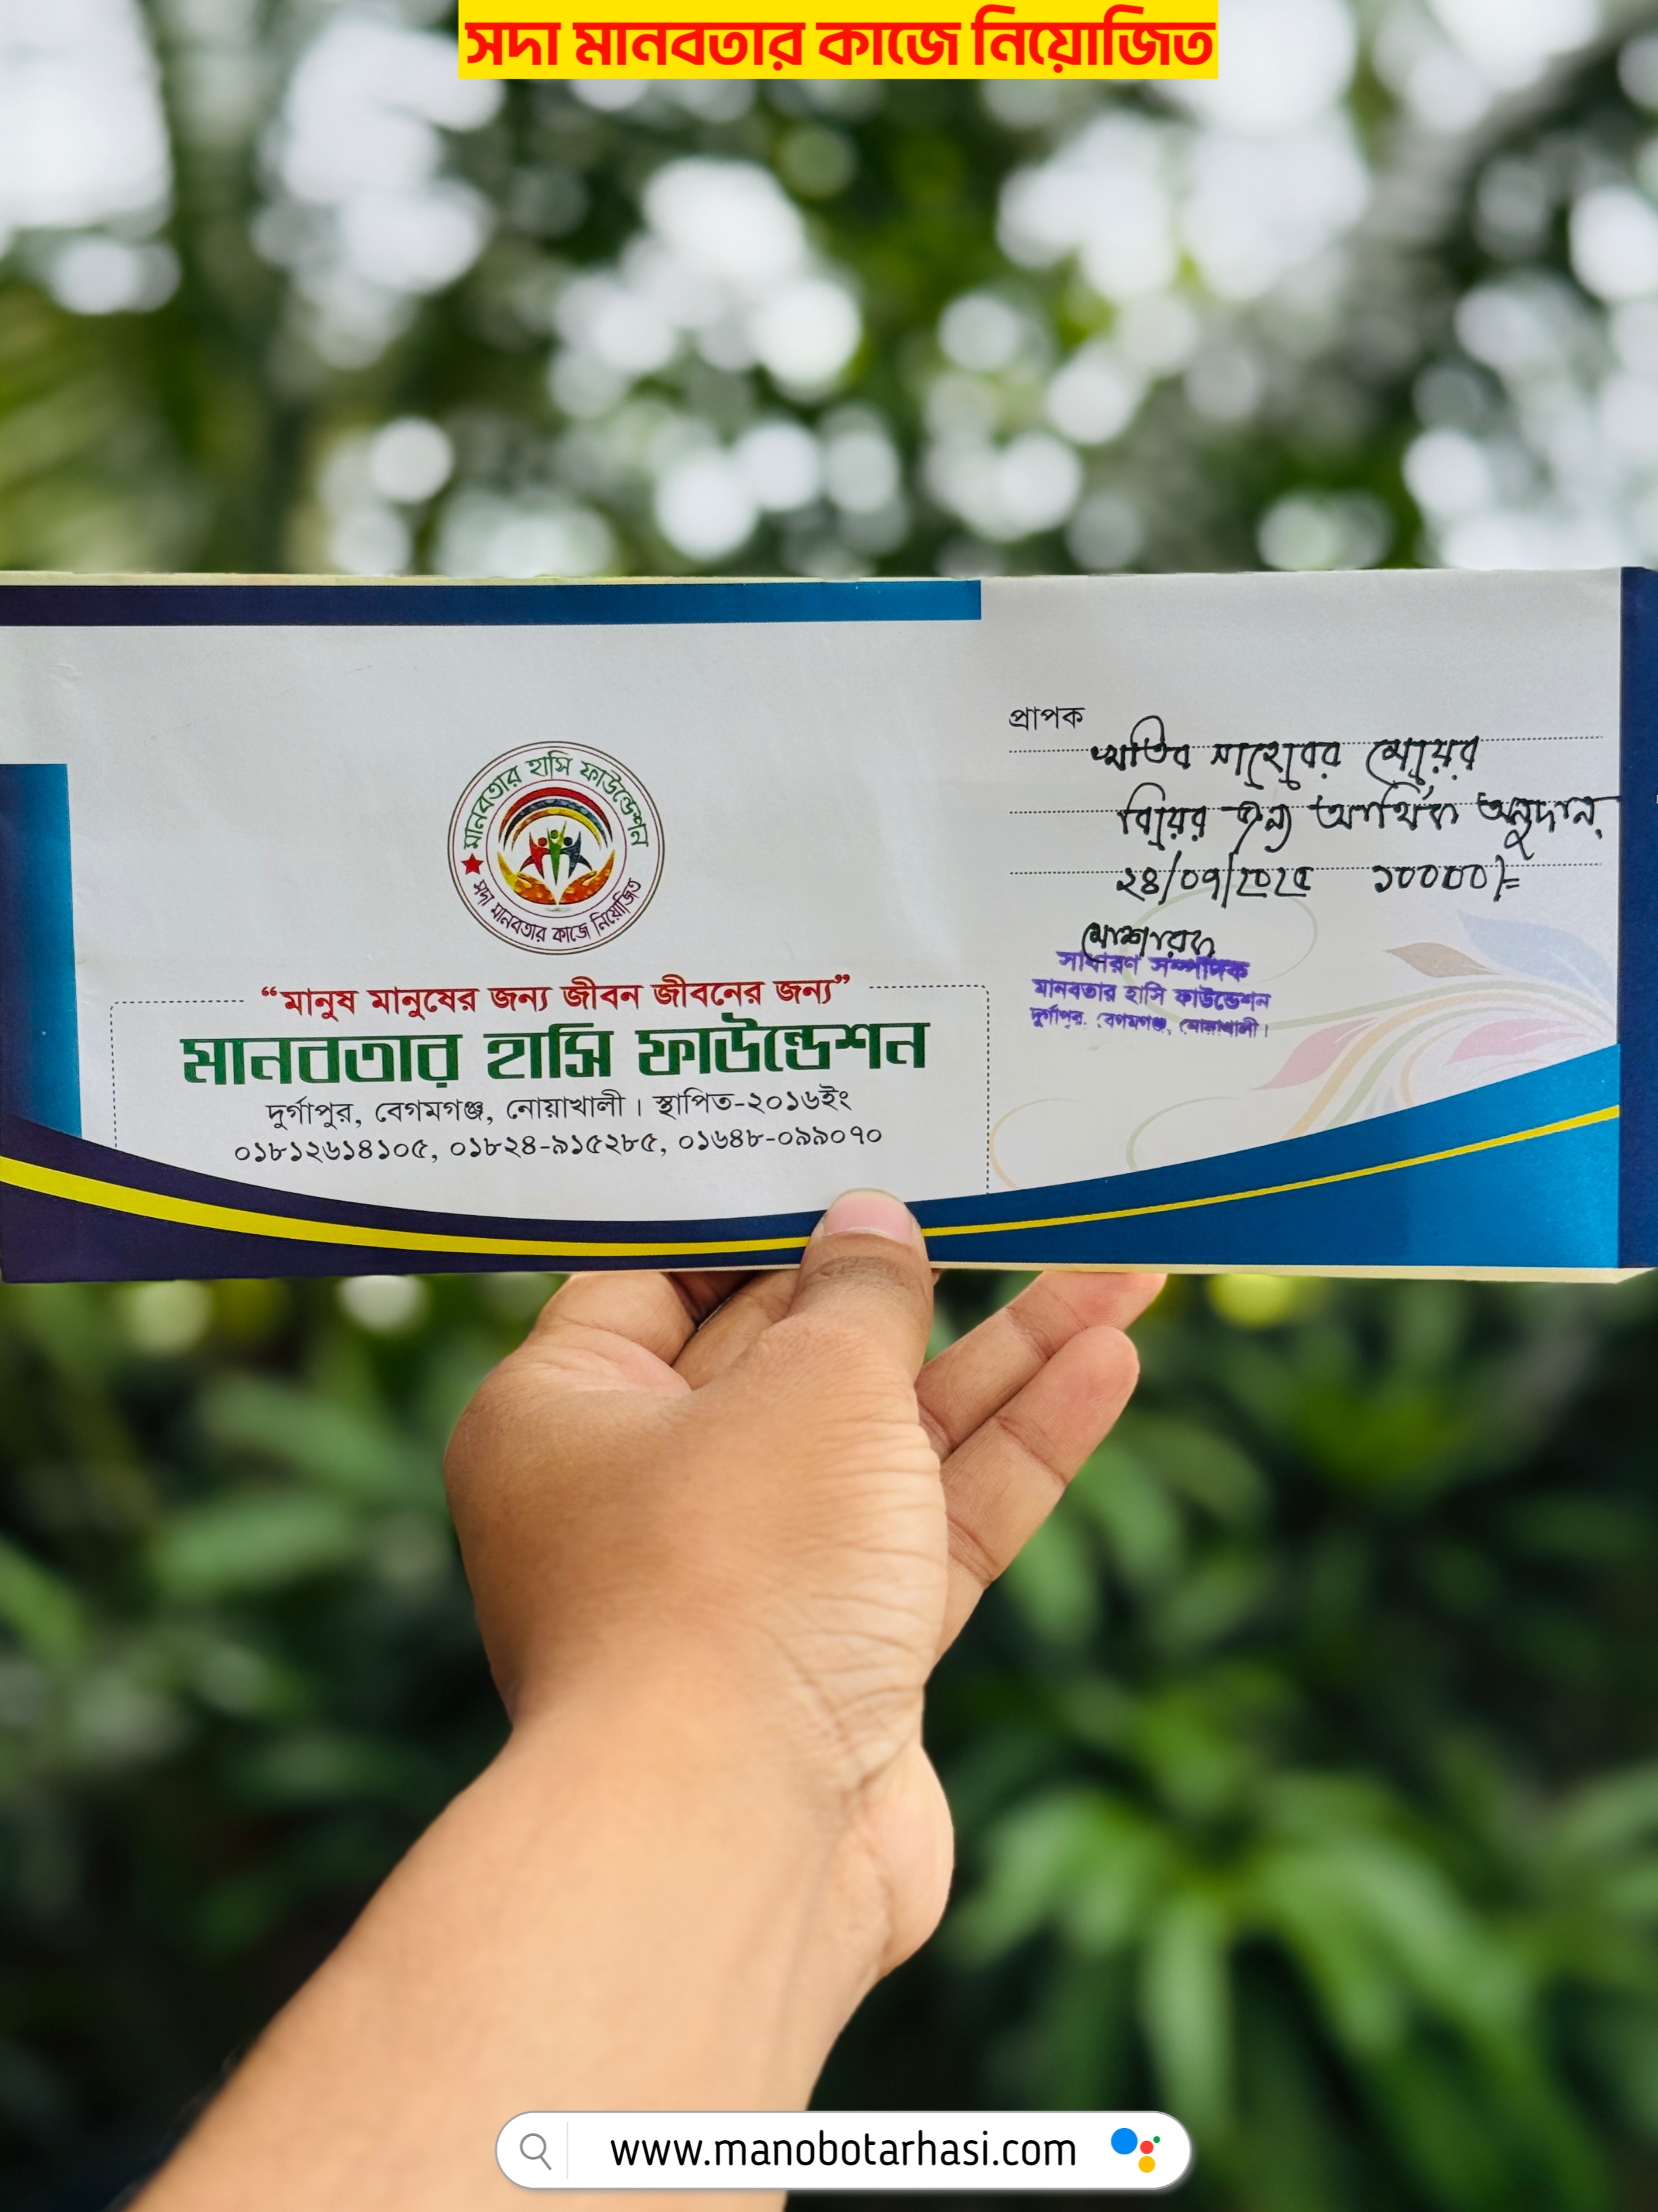 সদা মানবতার কাজে নিয়োজিত
প্রাপক
খতিব সাহেবের মেয়ের
বিয়ের জন্য আর্থিক অনুদান
২৪/০৭/২০২৫ ১০০০০/=
মোশারফ
সাধারণ সম্পাদক
মানবতার হাসি ফাউন্ডেশন
দুর্গাপুর, বেগমগঞ্জ, নোয়াখালী।
মানবতার হাসি ফাউন্ডেশন
সদা মানবতার কাজে নিয়োজিত
“মানুষ মানুষের জন্য জীবন জীবনের জন্য”
মানবতার হাসি ফাউন্ডেশন
দুর্গাপুর, বেগমগঞ্জ, নোয়াখালী। স্থাপিত-২০১৬ইং
০১৮১২৬১৪১০৫, ০১৮২৪-৯১৫২৮৫, ০১৬৪৮-০৯৯০৭০
www.manobotarhasi.com